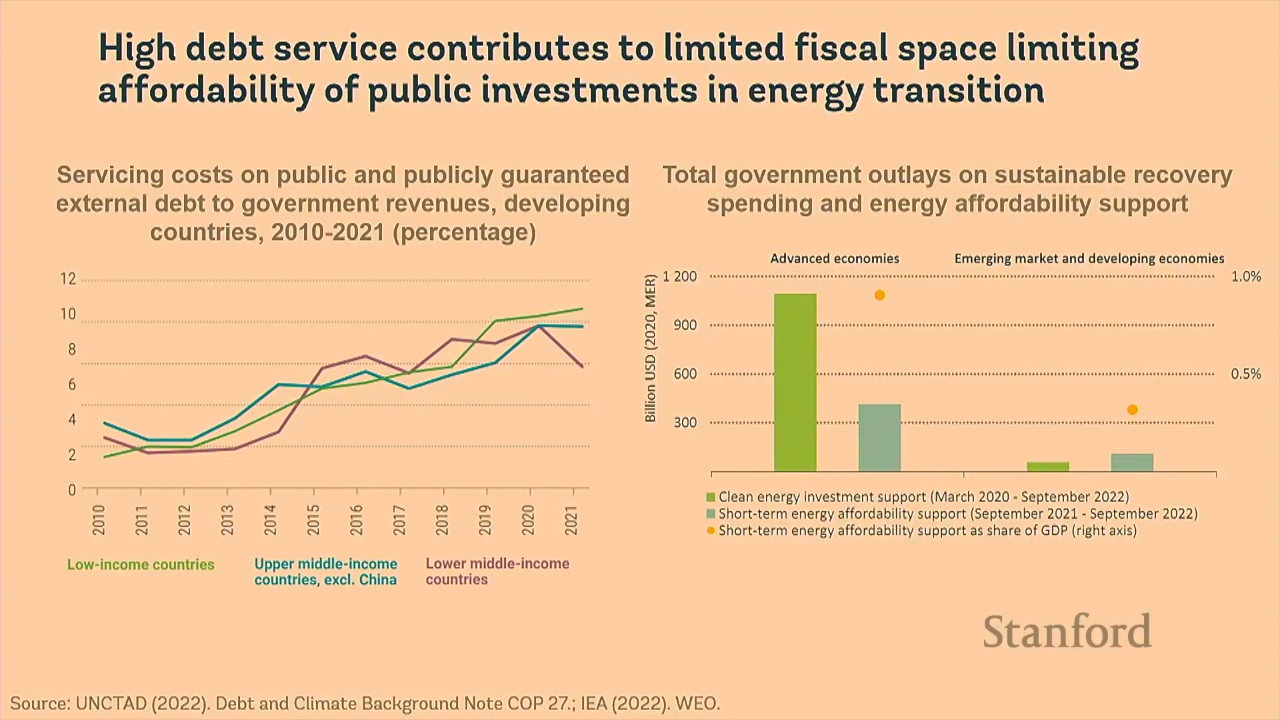 High debt service contributes to limited fiscal space limiting
affordability of public investments in energy transition
Servicing costs on public and publicly guaranteed
external debt to government revenues, developing
countries, 2010-2021 (percentage)
12
10
8
6
4
2
0
2010
2011
2012
2013
2014
2015
2016
2017
2018
2019
2020
2021
Low-income countries
Upper middle-income
countries, excl. China
Lower middle-income
countries
Total government outlays on sustainable recovery
spending and energy affordability support
Advanced economies
Emerging market and developing economies
Billion USD (2020, MER)
1 200
900
600
300
1.0%
0.5%
Clean energy investment support (March 2020 - September 2022)
Short-term energy affordability support (September 2021 - September 2022)
Short-term energy affordability support as share of GDP (right axis)
Stanford
Source: UNCTAD (2022). Debt and Climate Background Note COP 27.; IEA (2022). WEO.